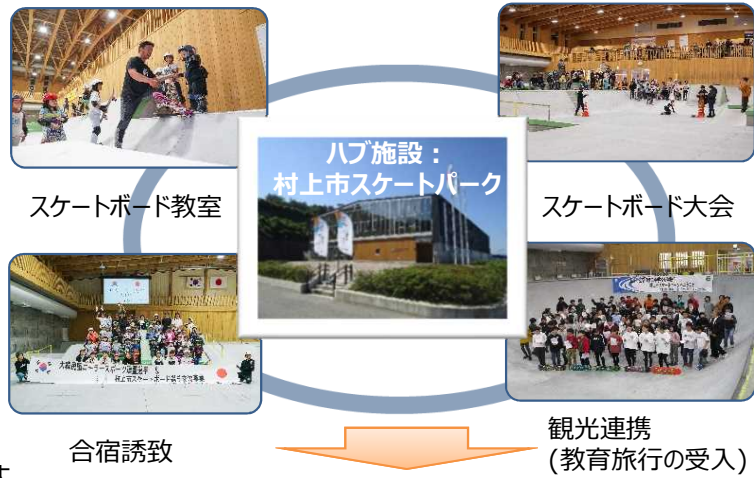 ハブ施設：
村上市スケートパーク
スケートボード教室
スケートボード大会
合宿誘致
観光連携
(教育旅行の受入)